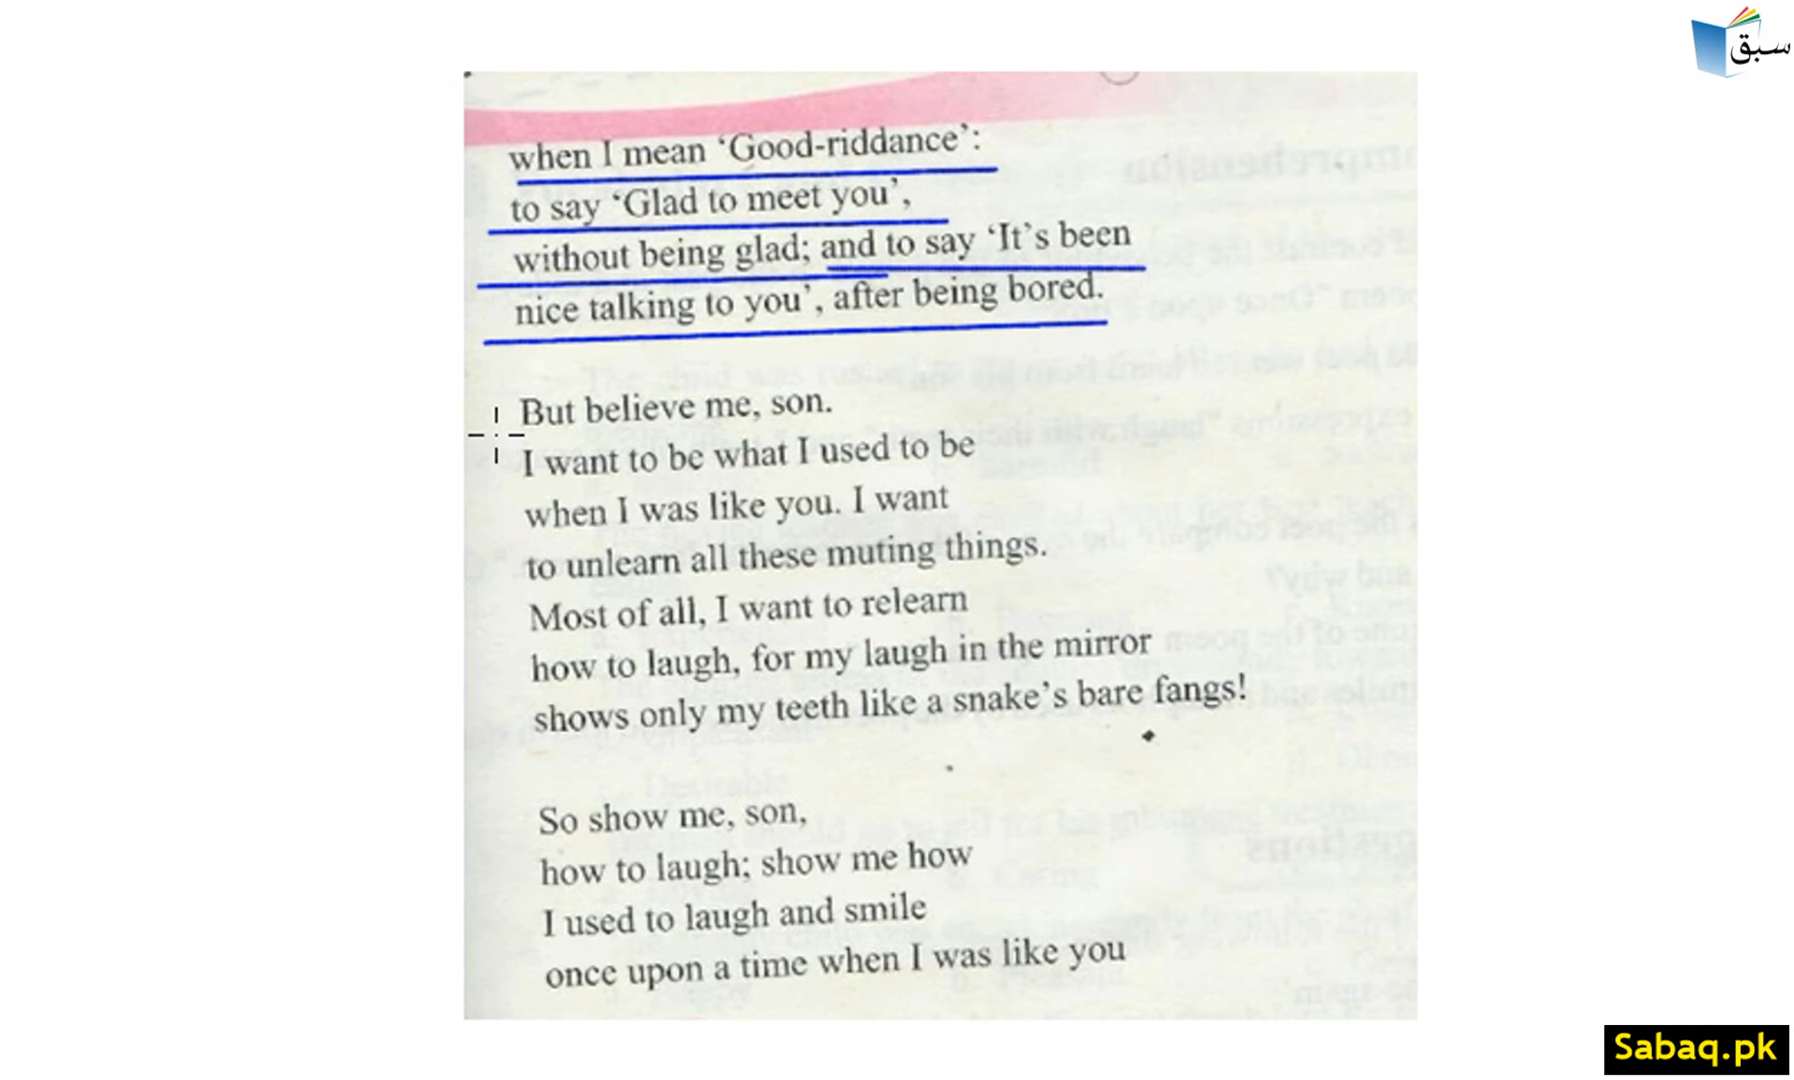 سبق
when I mean ‘Good-riddance’:
to say ‘Glad to meet you’,
without being glad; and to say ‘It’s been
nice talking to you’, after being bored.
But believe me, son.
I want to be what I used to be
when I was like you. I want
to unlearn all these muting things.
Most of all, I want to relearn
how to laugh, for my laugh in the mirror
shows only my teeth like a snake’s bare fangs!
So show me, son,
how to laugh; show me how
I used to laugh and smile
once upon a time when I was like you
Sabaq.pk